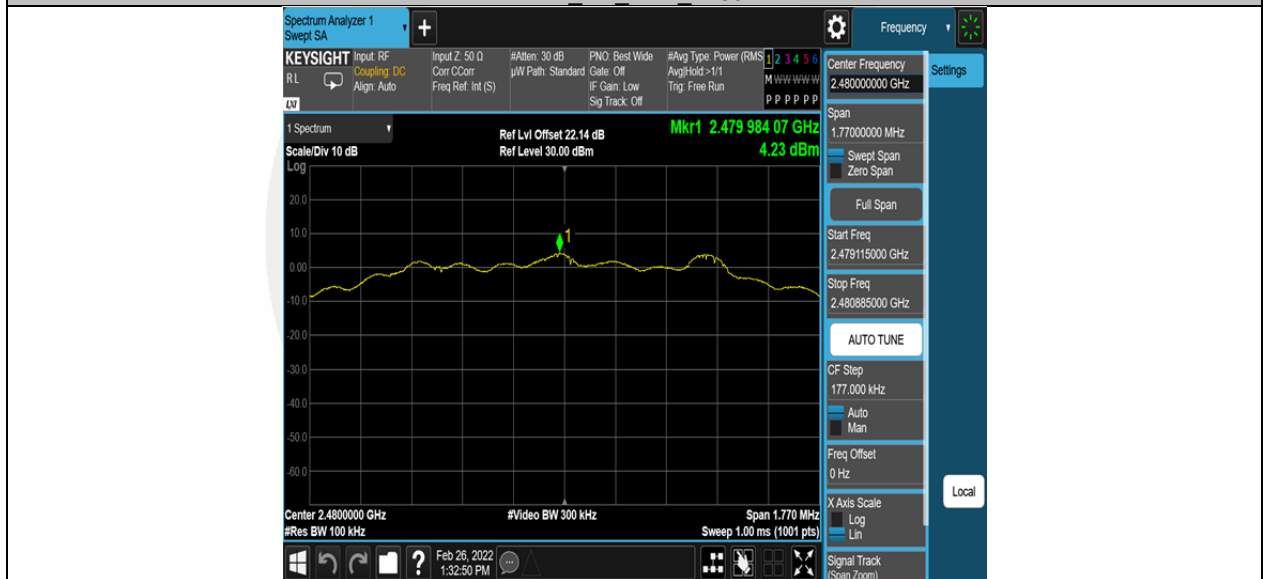 Spectrum Analyzer 1
Swept SA
+
Frequency
KEYSIGHT
RL
LXI
Input: RF
Coupling: DC
Align: Auto
Input Z: 50 Ω
Corr CCorr
Freq Ref: Int (S)
#Atten: 30 dB
µW Path: Standard
PNO: Best Wide
Gate: Off
IF Gain: Low
Sig Track: Off
#Avg Type: Power (RMS
Avg|Hold:>1/1
Trig: Free Run
1 2 3 4 5 6
M W W W W W
P P P P P P
1 Spectrum
Scale/Div 10 dB
Log
Ref Lvl Offset 22.14 dB
Ref Level 30.00 dBm
Mkr1 2.479 984 07 GHz
4.23 dBm
20.0
10.0
0.00
-10.0
-20.0
-30.0
-40.0
-50.0
-60.0
1
Center 2.4800000 GHz
#Res BW 100 kHz
#Video BW 300 kHz
Span 1.770 MHz
Sweep 1.00 ms (1001 pts)
Feb 26, 2022
1:32:50 PM
?
Center Frequency
2.480000000 GHz
Settings
Span
1.77000000 MHz
Swept Span
Zero Span
Full Span
Start Freq
2.479115000 GHz
Stop Freq
2.480885000 GHz
AUTO TUNE
CF Step
177.000 kHz
Auto
Man
Freq Offset
0 Hz
X Axis Scale
Log
Lin
Local
Signal Track
(Span Zoom)